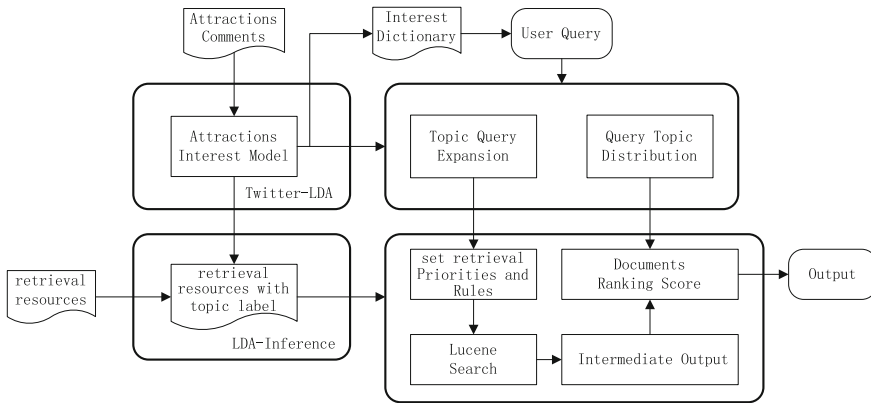 Attractions
Comments
Interest
Dictionary
User Query
Attractions
Interest Model
Twitter-LDA
Topic Query
Expansion
Query Topic
Distribution
retrieval
resources
retrieval
resources with
topic label
LDA-Inference
set retrieval
Priorities and
Rules
Documents
Ranking Score
Output
Lucene
Search
Intermediate Output